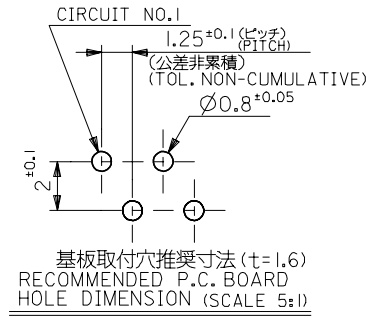 CIRCUIT NO.1
1.25±0.1(ピッチ)
(PITCH)
(公差非累積)
(TOL. NON-CUMULATIVE)
Ø0.8±0.05
2±0.1
基板取付穴推奨寸法(t=1.6)
RECOMMENDED P.C. BOARD
HOLE DIMENSION (SCALE 5:1)